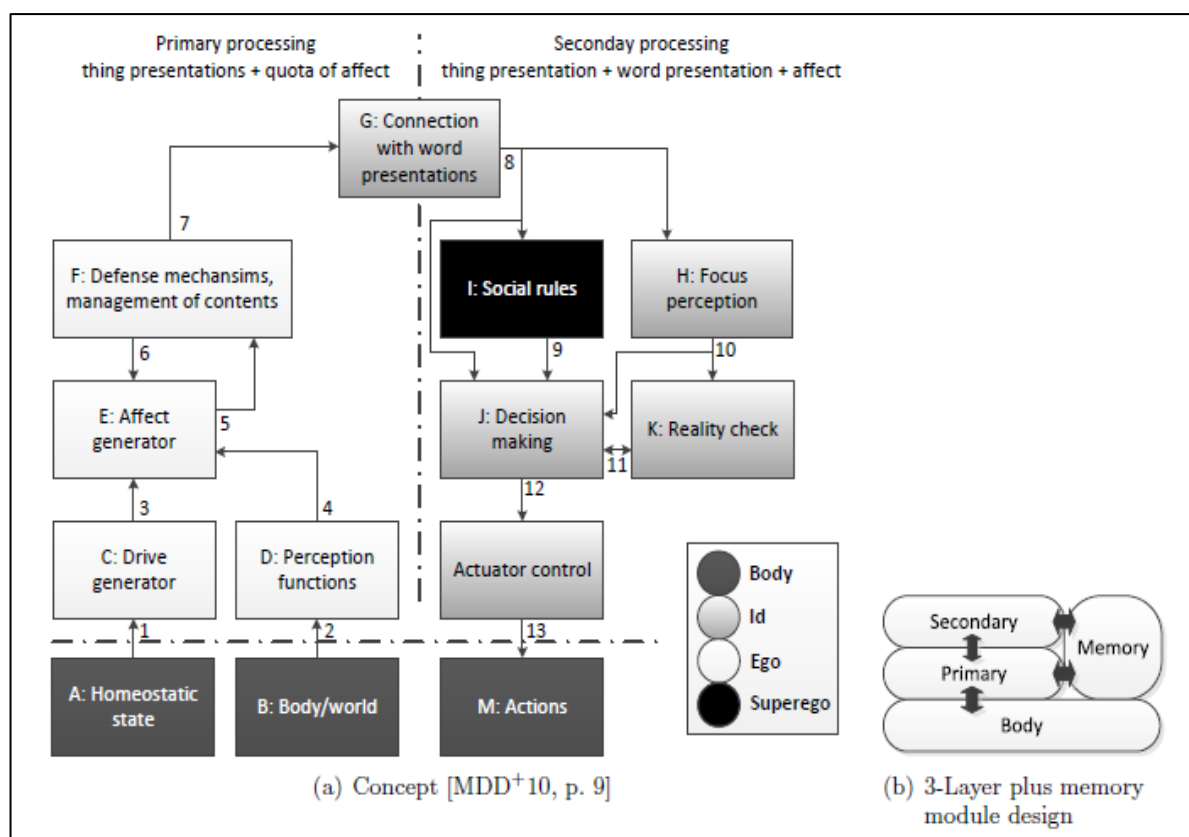 Primary processing
thing presentations + quota of affect
Seconday processing
thing presentation + word presentation + affect
G: Connection
with word
presentations
8
7
F: Defense mechansims,
management of contents
I: Social rules
H: Focus
perception
6
9
10
E: Affect
generator
5
J: Decision
making
K: Reality check
11
3
4
12
C: Drive
generator
D: Perception
functions
Actuator control
1
2
13
A: Homeostatic
state
B: Body/world
M: Actions
Body
Id
Ego
Superego
Secondary
Primary
Memory
Body
(a) Concept [MDD+10, p. 9]
(b) 3-Layer plus memory
module design